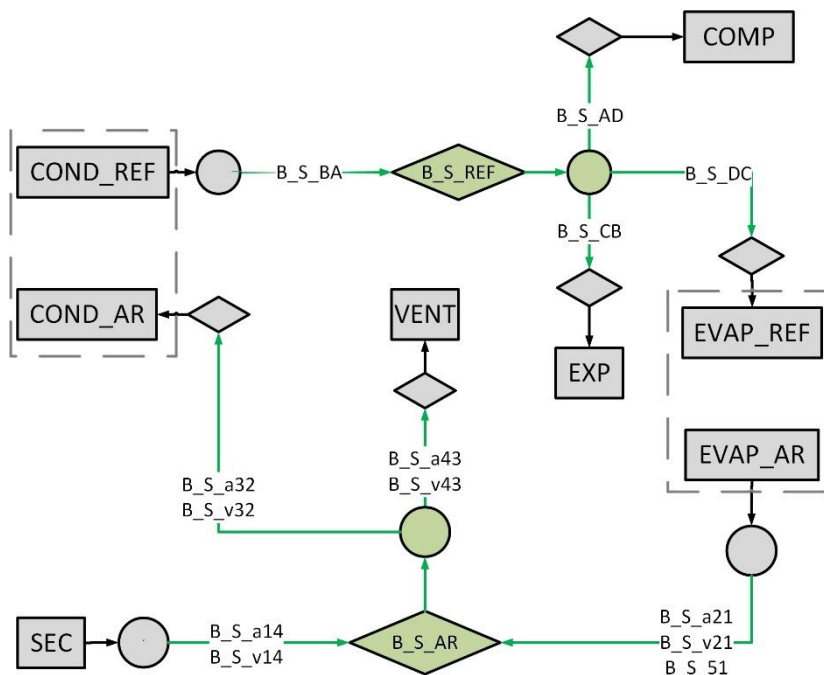 COMP
B_S_AD
COND_REF
B_S_BA
B_S_REF
B_S_DC
B_S_CB
COND_AR
VENT
EVAP_REF
EXP
EVAP_AR
B_S_a43
B_S_v43
B_S_a32
B_S_v32
SEC
B_S_a14
B_S_v14
B_S_AR
B_S_a21
B_S_v21
B_S_51